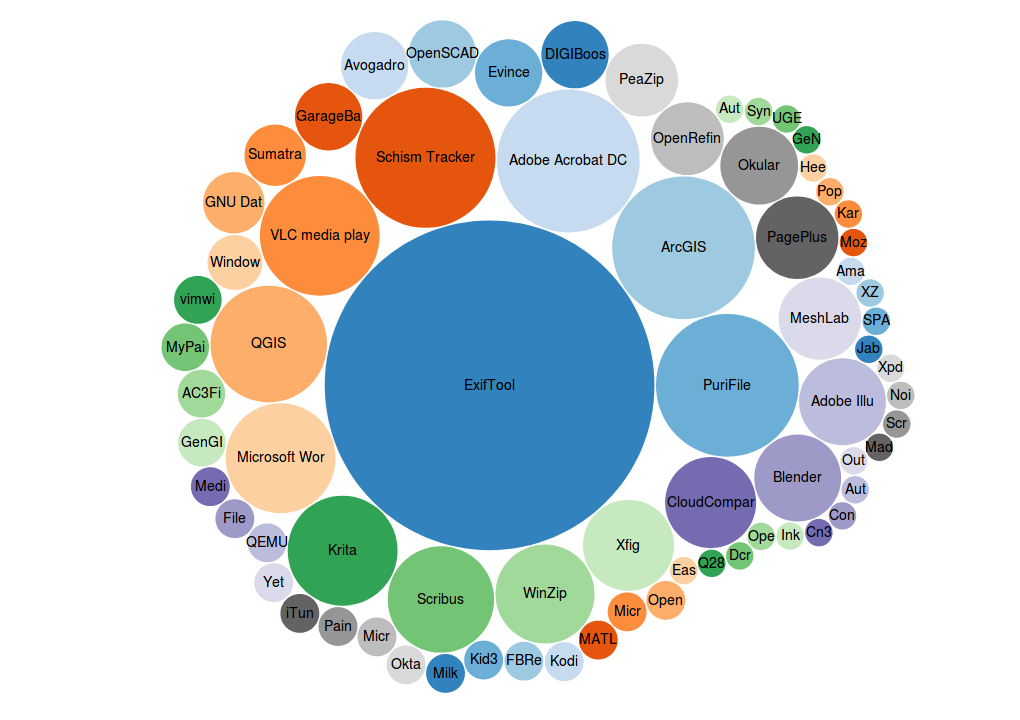 OpenSCAD
DIGIBoos
Avogadro
Evince
PeaZip
GarageBa
Aut
Syn
UGE
OpenRefin
GeN
Sumatra
Schism Tracker
Adobe Acrobat DC
Okular
Hee
Pop
GNU Dat
Kar
VLC media play
PagePlus
Moz
ArcGIS
Window
Ama
XZ
vimwi
MeshLab
SPA
QGIS
MyPai
Jab
Xpd
ExifTool
PuriFile
AC3Fi
Noi
Adobe Illu
Scr
GenGI
Mad
Microsoft Wor
Out
Blender
Medi
Aut
CloudCompar
File
Con
Cn3
Ope
Ink
QEMU
Krita
Xfig
Dcr
Q28
Eas
Yet
WinZip
Scribus
Open
iTun
Micr
Pain
Micr
MATL
Okta
Milk
Kid3
FBRe
Kodi